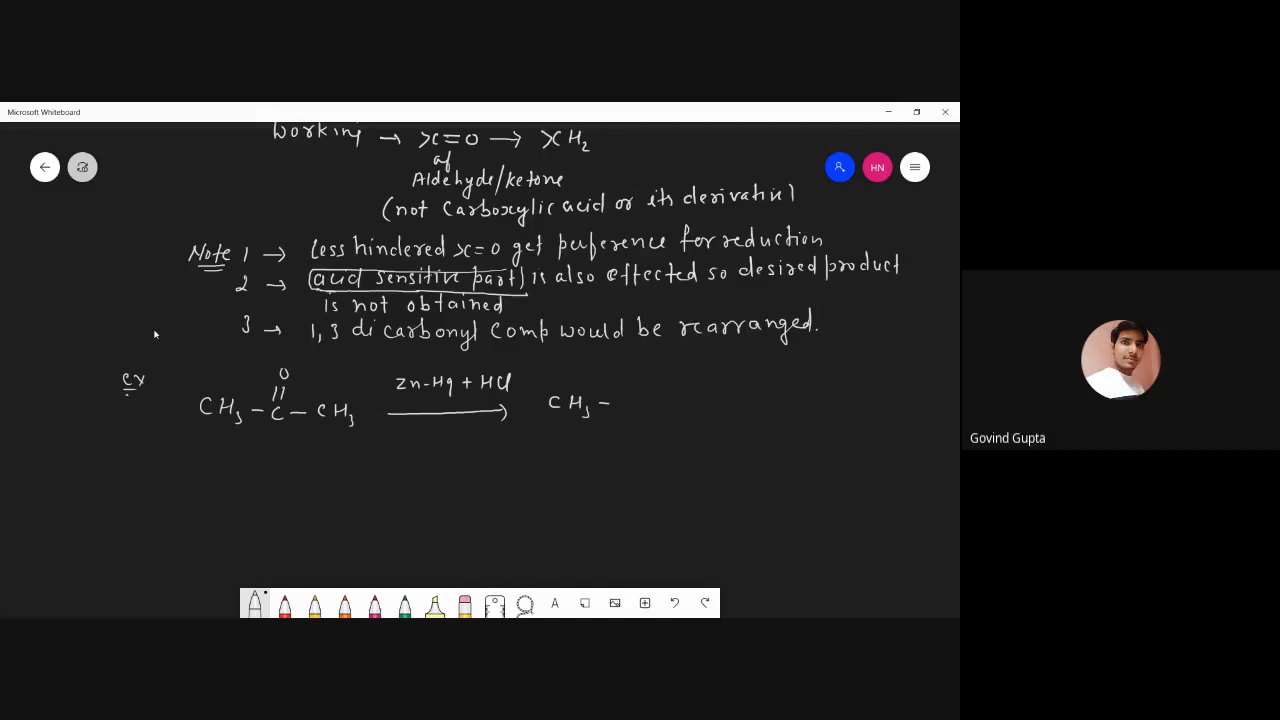 Microsoft Whiteboard
Working → >C=O → >CH2
of
Aldehyde/ketone
(not Carboxylic acid or its derivative)
HN
Note 1 → less hindered >C=O get preference for reduction
2 → (acid sensitive part) is also effected so desired product
is not obtained
3 → 1,3 di carbonyl Comp would be rearranged.
ex
O
Zn-Hg + HCl
CH3 – C – CH3 → CH3 –
Govind Gupta
A